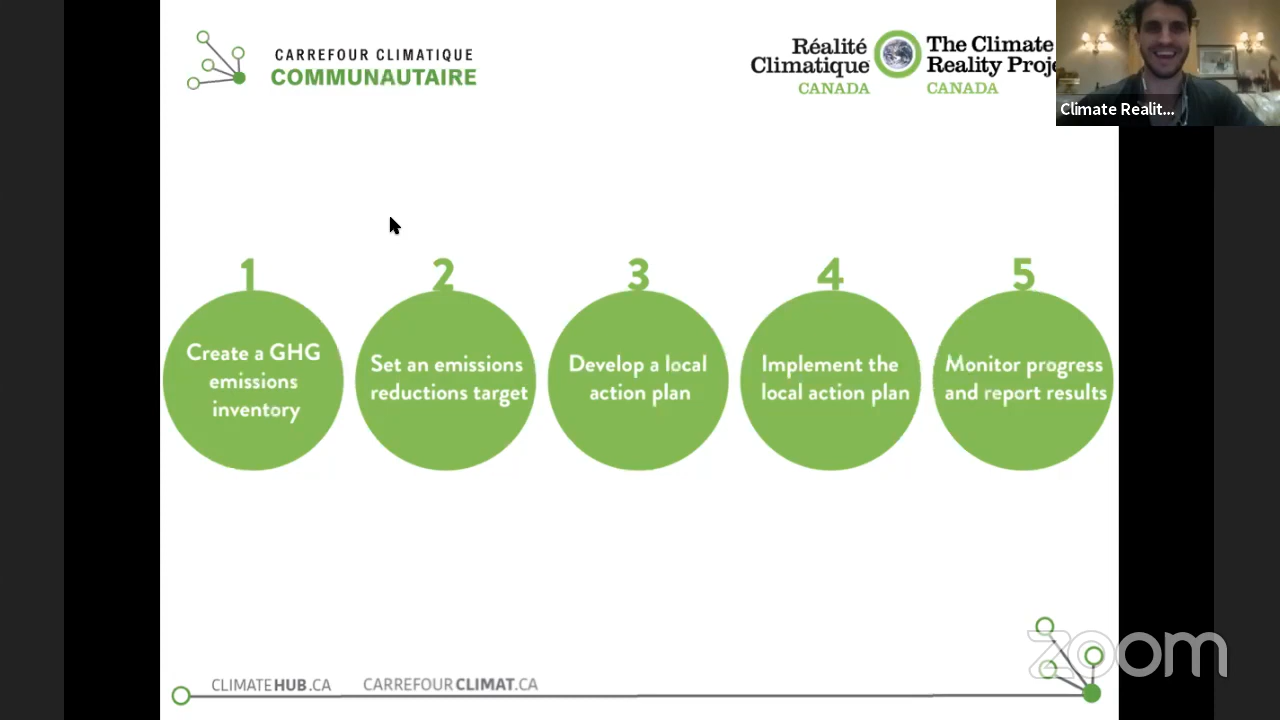 CARREFOUR CLIMATIQUE
COMMUNAUTAIRE
Réalité
Climatique
CANADA
The Climate
Reality Proje
CANADA
Climate Realit...
1
Create a GHG
emissions
inventory
2
Set an emissions
reductions target
3
Develop a local
action plan
4
Implement the
local action plan
5
Monitor progress
and report results
CLIMATEHUB.CA
CARREFOURCLIMAT.CA
zoom